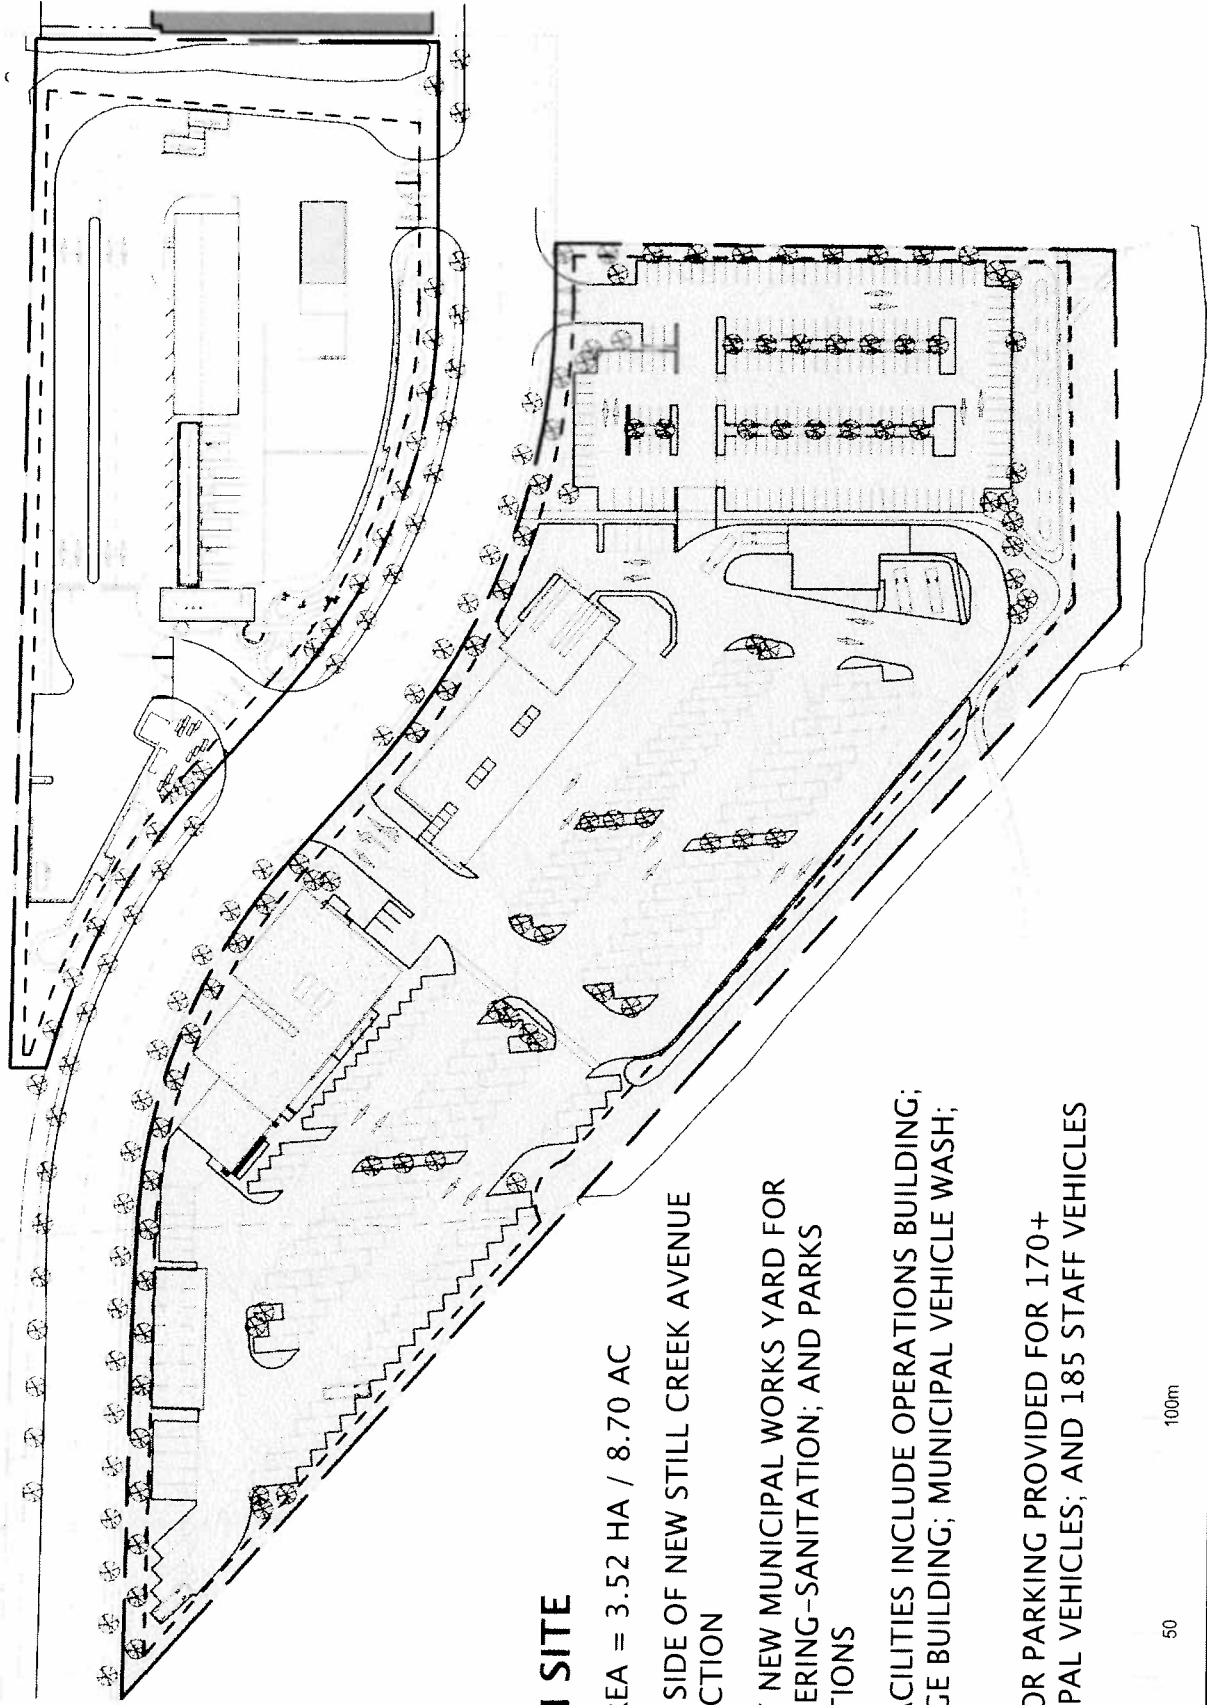 SITE
= 3.52 HA / 8.70 AC
SIDE OF NEW STILL CREEK AVENUE
NEW MUNICIPAL WORKS YARD FOR
ERING-SANITATION; AND PARKS
TIONS
CILITIES INCLUDE OPERATIONS BUILDING;
GE BUILDING; MUNICIPAL VEHICLE WASH;
OR PARKING PROVIDED FOR 170+
PAL VEHICLES; AND 185 STAFF VEHICLES
50 100m